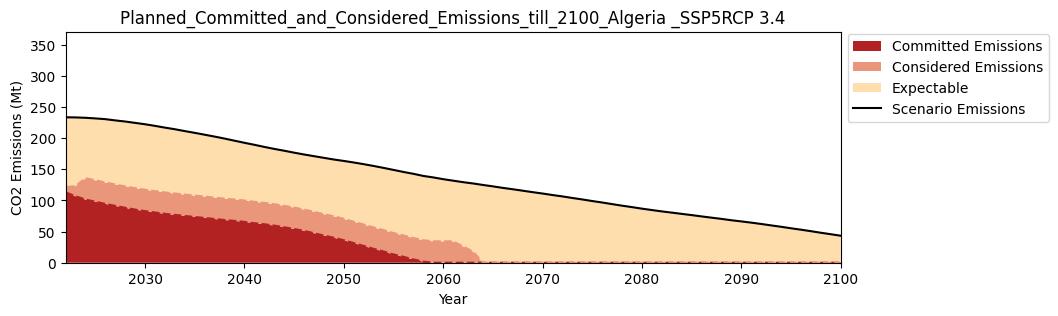 Planned_Committed_and_Considered_Emissions_till_2100_Algeria _SSP5RCP 3.4
CO2 Emissions (Mt)
350
300
250
200
150
100
50
0
2030
2040
2050
2060
2070
2080
2090
2100
Year
Committed Emissions
Considered Emissions
Expectable
Scenario Emissions